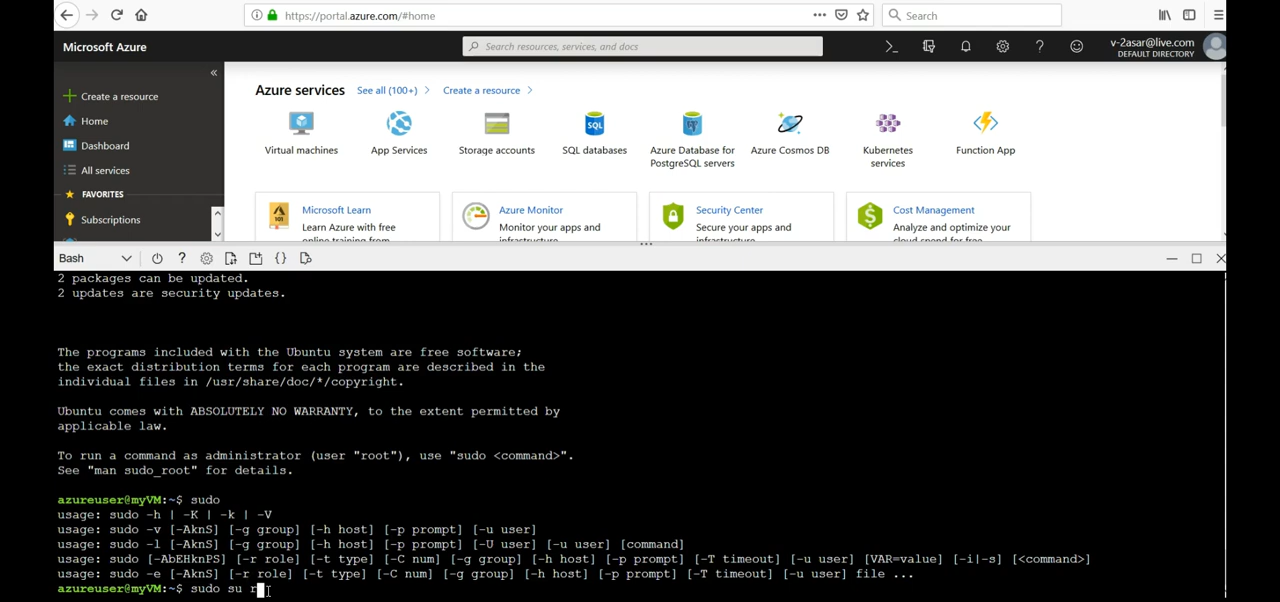 https://portal.azure.com/#home
Search
Microsoft Azure
Search resources, services, and docs
v-2asar@live.com
DEFAULT DIRECTORY
Create a resource
Home
Dashboard
All services
FAVORITES
Subscriptions
Azure services
See all (100+)
Create a resource
Virtual machines
App Services
Storage accounts
SQL
SQL databases
Azure Database for
PostgreSQL servers
Azure Cosmos DB
Kubernetes
services
Function App
Microsoft Learn
Learn Azure with free
online training from
Azure Monitor
Monitor your apps and
infrastructure
Security Center
Secure your apps and
infrastructure
Cost Management
Analyze and optimize your
cloud spend for free
Bash
2 packages can be updated.
2 updates are security updates.
The programs included with the Ubuntu system are free software;
the exact distribution terms for each program are described in the
individual files in /usr/share/doc/*/copyright.
Ubuntu comes with ABSOLUTELY NO WARRANTY, to the extent permitted by
applicable law.
To run a command as administrator (user "root"), use "sudo <command>".
See "man sudo_root" for details.
azureuser@myVM:~$ sudo
usage: sudo -h | -K | -k | -V
usage: sudo -v [-AknS] [-g group] [-h host] [-p prompt] [-u user]
usage: sudo -l [-AknS] [-g group] [-h host] [-p prompt] [-U user] [-u user] [command]
usage: sudo [-AbEHknPS] [-r role] [-t type] [-C num] [-g group] [-h host] [-p prompt] [-T timeout] [-u user] [VAR=value] [-i|-s] [<command>]
usage: sudo -e [-AknS] [-r role] [-t type] [-C num] [-g group] [-h host] [-p prompt] [-T timeout] [-u user] file ...
azureuser@myVM:~$ sudo su r